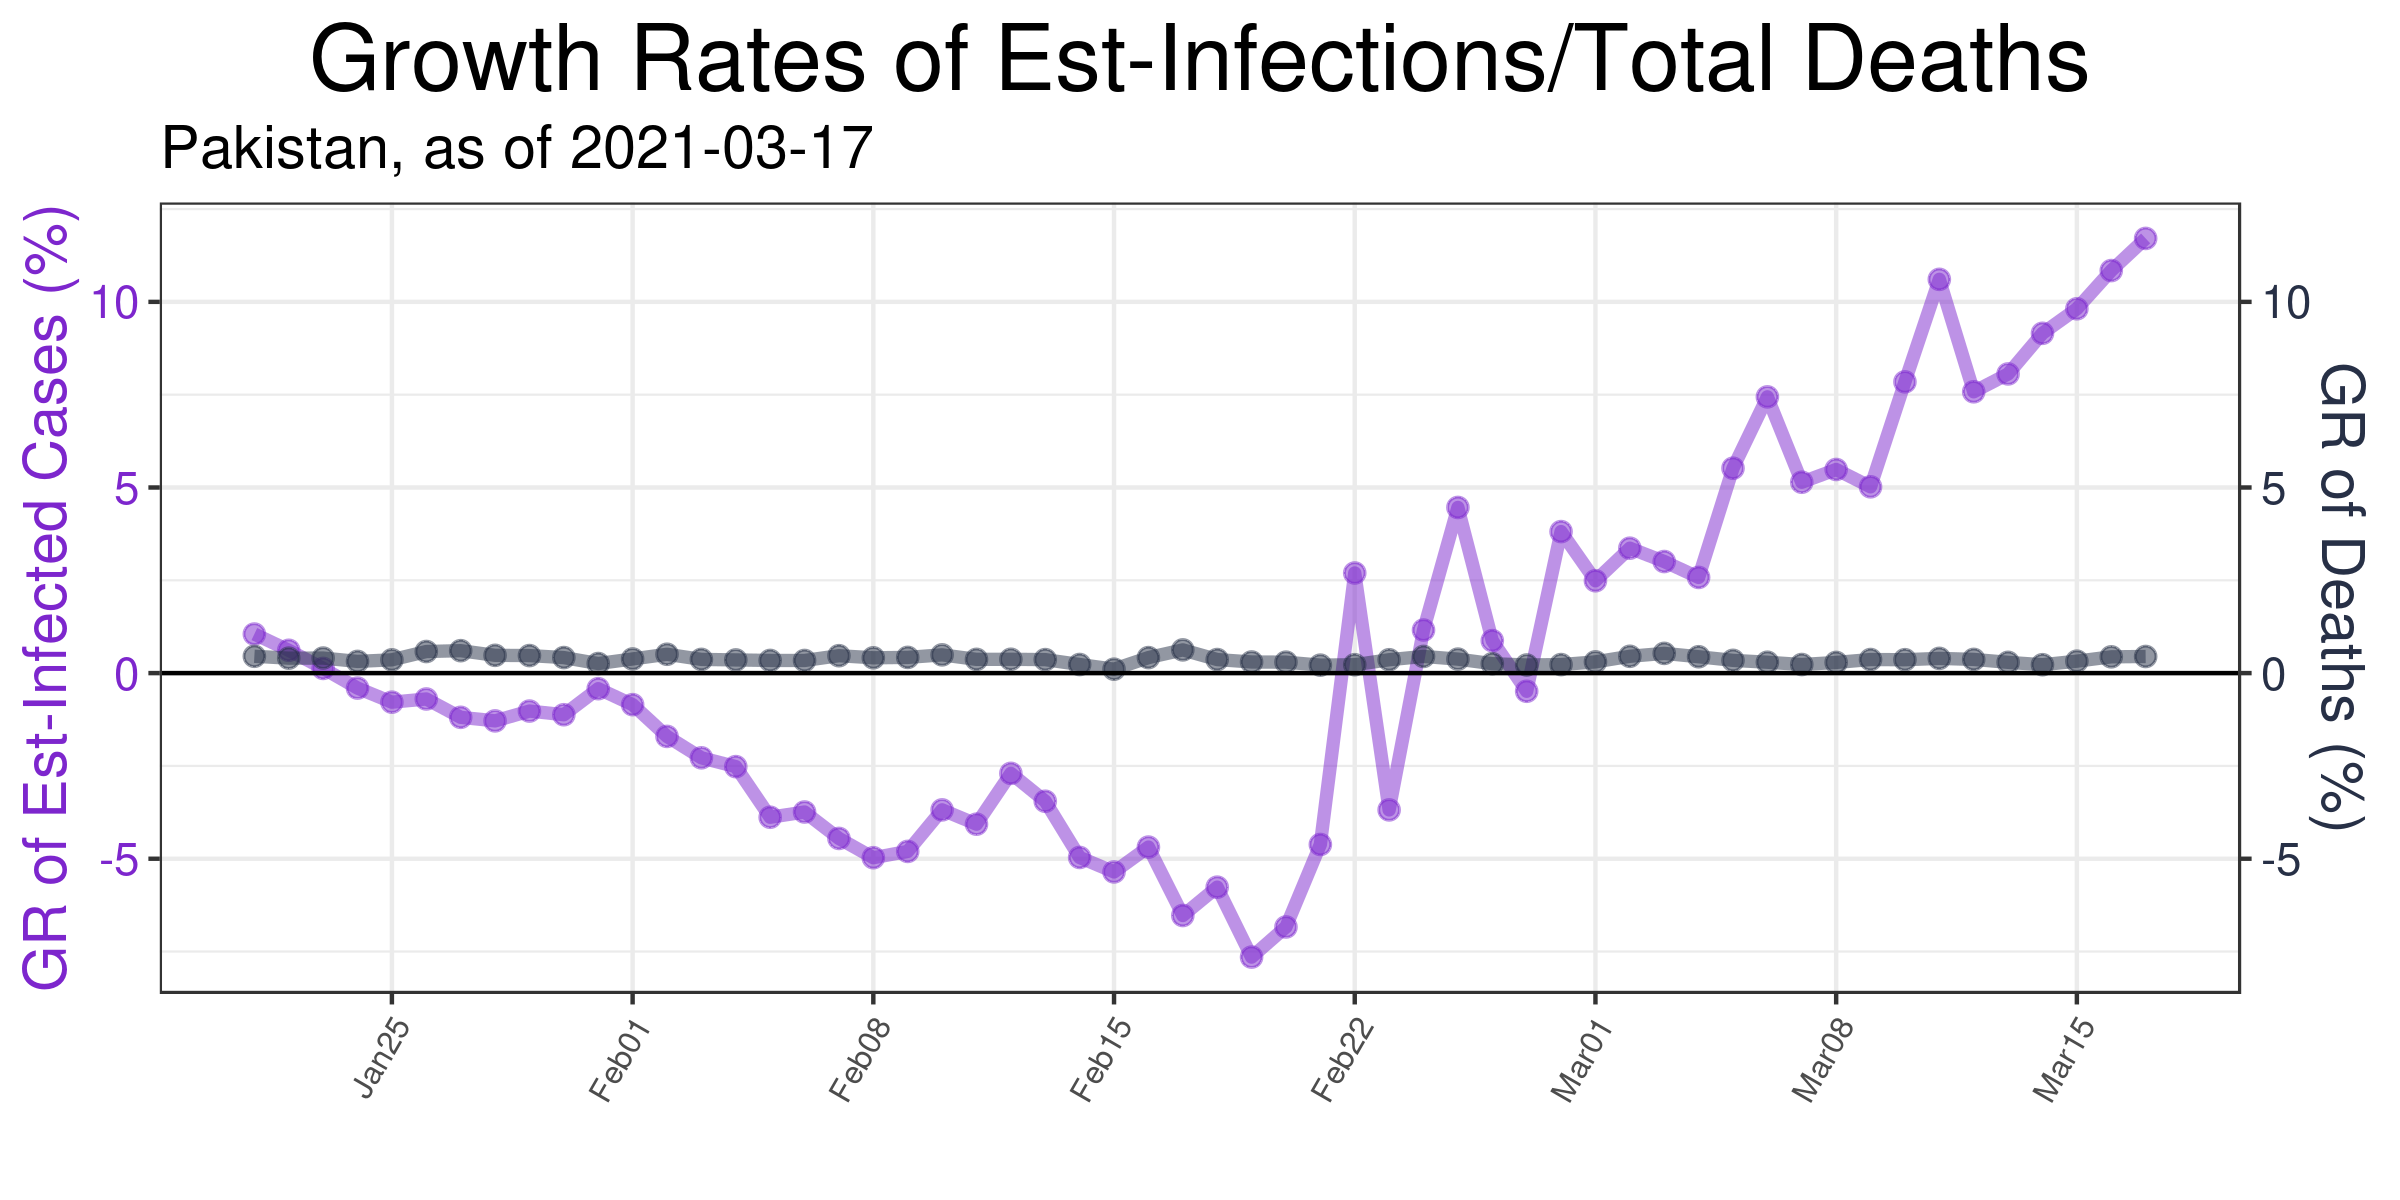 Growth Rates of Est-Infections/Total Deaths
Pakistan, as of 2021-03-17
GR of Est-Infected Cases (%)
10
5
0
-5
10
5
0
-5
GR of Deaths (%)
Jan25
Feb01
Feb08
Feb15
Feb22
Mar01
Mar08
Mar15